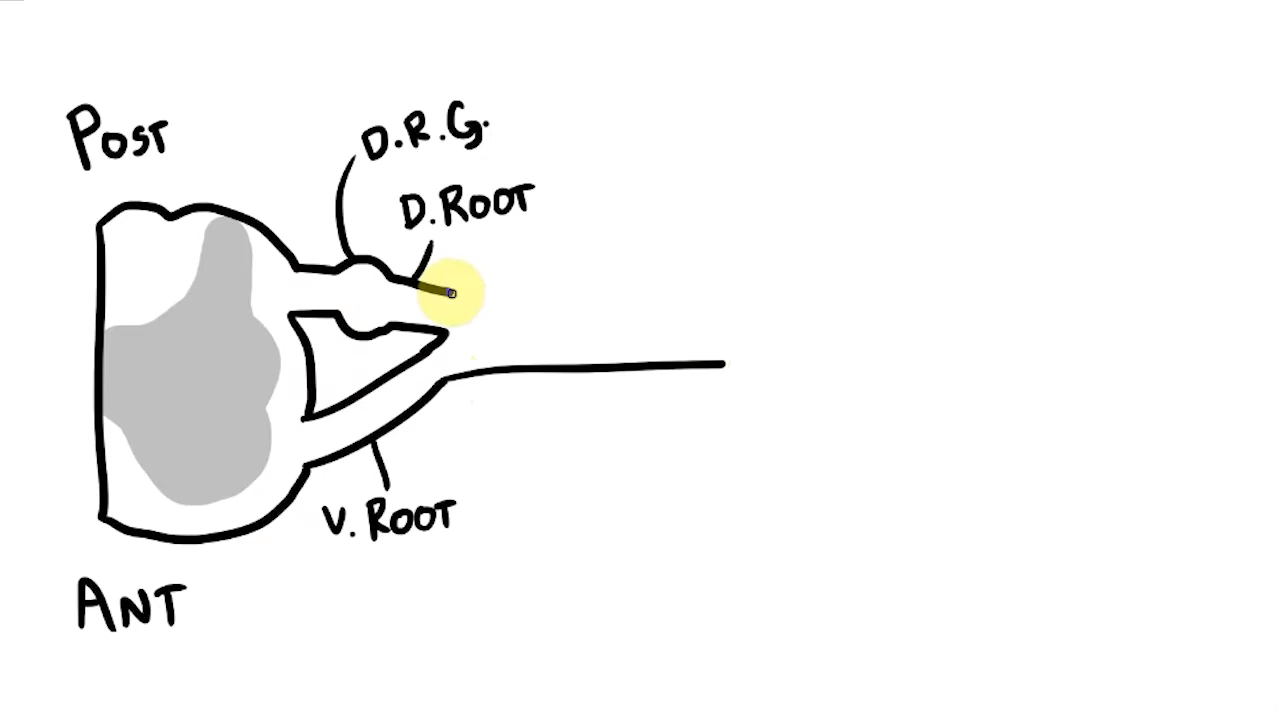 POST
D.R.G.
D. ROOT
V. ROOT
ANT